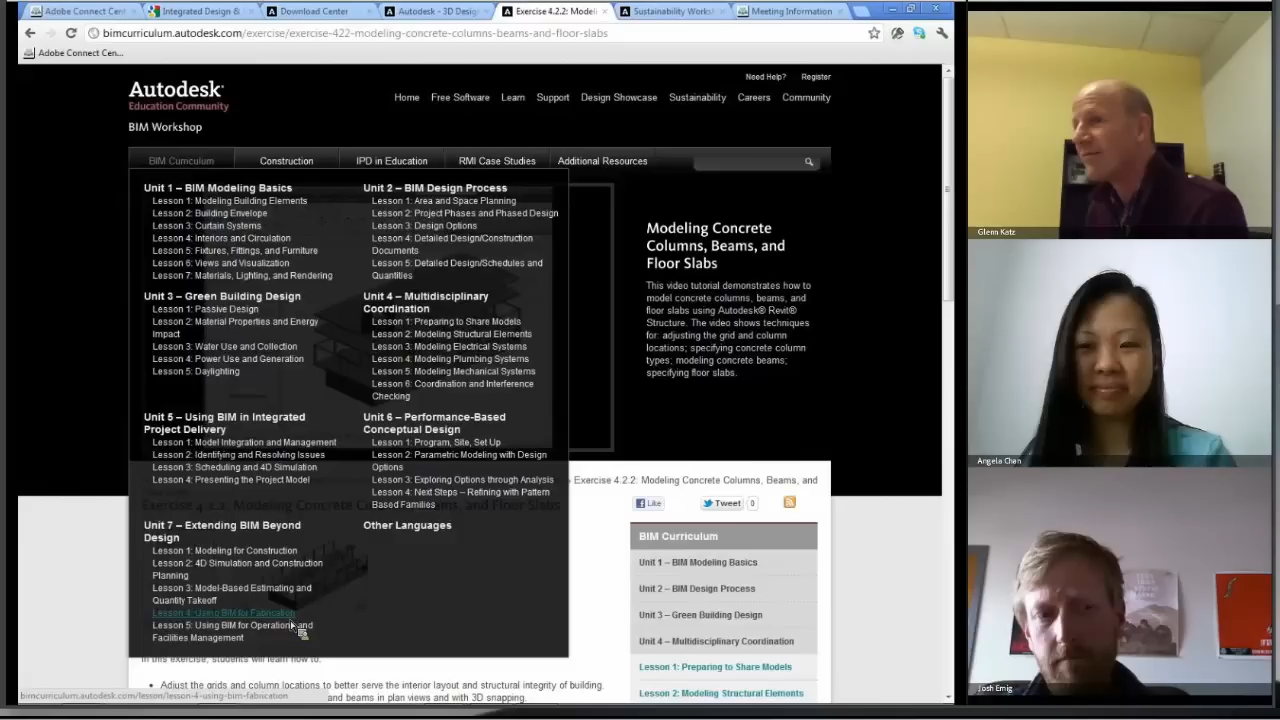 Adobe Connect Cent
Integrated Design &
Download Center
Autodesk - 3D Design
Exercise 4.2.2: Model
Sustainability Works
Meeting Information
bimcurriculum.autodesk.com/exercise/exercise-422-modeling-concrete-columns-beams-and-floor-slabs
Adobe Connect Cen...
Need Help?
Register
Autodesk
Education Community
BIM Workshop
Home
Free Software
Learn
Support
Design Showcase
Sustainability
Careers
Community
BIM Curriculum
Construction
IPD in Education
RMI Case Studies
Additional Resources
Unit 1 – BIM Modeling Basics
Lesson 1: Modeling Building Elements
Lesson 2: Building Envelope
Lesson 3: Curtain Systems
Lesson 4: Interiors and Circulation
Lesson 5: Fixtures, Fittings, and Furniture
Lesson 6: Views and Visualization
Lesson 7: Materials, Lighting, and Rendering
Unit 2 – BIM Design Process
Lesson 1: Area and Space Planning
Lesson 2: Project Phases and Phased Design
Lesson 3: Design Options
Lesson 4: Detailed Design/Construction
Documents
Lesson 5: Detailed Design/Schedules and
Quantities
Unit 3 – Green Building Design
Lesson 1: Passive Design
Lesson 2: Material Properties and Energy
Impact
Lesson 3: Water Use and Collection
Lesson 4: Power Use and Generation
Lesson 5: Daylighting
Unit 4 – Multidisciplinary
Coordination
Lesson 1: Preparing to Share Models
Lesson 2: Modeling Structural Elements
Lesson 3: Modeling Electrical Systems
Lesson 4: Modeling Plumbing Systems
Lesson 5: Modeling Mechanical Systems
Lesson 6: Coordination and Interference
Checking
Unit 5 – Using BIM in Integrated
Project Delivery
Lesson 1: Model Integration and Management
Lesson 2: Identifying and Resolving Issues
Lesson 3: Scheduling and 4D Simulation
Lesson 4: Presenting the Project Model
Unit 6 – Performance-Based
Conceptual Design
Lesson 1: Program, Site, Set Up
Lesson 2: Parametric Modeling with Design
Options
Lesson 3: Exploring Options through Analysis
Lesson 4: Next Steps – Refining with Pattern
Based Families
Unit 7 – Extending BIM Beyond
Design
Lesson 1: Modeling for Construction
Lesson 2: 4D Simulation and Construction
Planning
Lesson 3: Model-Based Estimating and
Quantity Takeoff
Lesson 4: Using BIM for Fabrication
Lesson 5: Using BIM for Operations and
Facilities Management
Other Languages
Modeling Concrete
Columns, Beams, and
Floor Slabs
This video tutorial demonstrates how to
model concrete columns, beams, and
floor slabs using Autodesk® Revit®
Structure. The video shows techniques
for: adjusting the grid and column
locations; specifying concrete column
types; modeling concrete beams;
specifying floor slabs.
» Exercise 4.2.2: Modeling Concrete Columns, Beams, and
Exercise 4.2.2: Modeling Concrete Columns, Beams, and Floor Slabs
Like
Tweet
0
BIM Curriculum
Unit 1 – BIM Modeling Basics
Unit 2 – BIM Design Process
Unit 3 – Green Building Design
Unit 4 – Multidisciplinary Coordination
Lesson 1: Preparing to Share Models
Lesson 2: Modeling Structural Elements
In this exercise, students will learn how to:
Adjust the grids and column locations to better serve the interior layout and structural integrity of building.
and beams in plan views and with 3D snapping.
bimcurriculum.autodesk.com/lesson/lesson-4-using-bim-fabrication
Glenn Katz
Angela Chan
Josh Emig